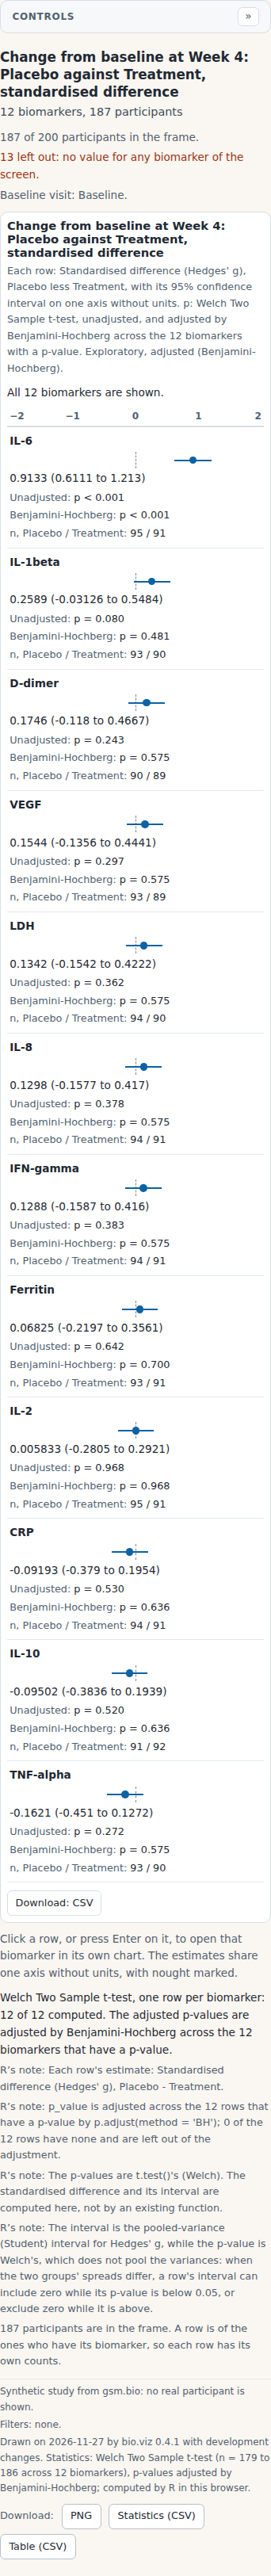 CONTROLS
»
Change from baseline at Week 4:
Placebo against Treatment,
standardised difference
12 biomarkers, 187 participants
187 of 200 participants in the frame.
13 left out: no value for any biomarker of the
screen.
Baseline visit: Baseline.
Change from baseline at Week 4:
Placebo against Treatment,
standardised difference
Each row: Standardised difference (Hedges’ g),
Placebo less Treatment, with its 95% confidence
interval on one axis without units. p: Welch Two
Sample t-test, unadjusted, and adjusted by
Benjamini-Hochberg across the 12 biomarkers
with a p-value. Exploratory, adjusted (Benjamini-
Hochberg).
All 12 biomarkers are shown.
−2 −1 0 1 2
IL-6
0.9133 (0.6111 to 1.213)
Unadjusted: p < 0.001
Benjamini-Hochberg: p < 0.001
n, Placebo / Treatment: 95 / 91
IL-1beta
0.2589 (-0.03126 to 0.5484)
Unadjusted: p = 0.080
Benjamini-Hochberg: p = 0.481
n, Placebo / Treatment: 93 / 90
D-dimer
0.1746 (-0.118 to 0.4667)
Unadjusted: p = 0.243
Benjamini-Hochberg: p = 0.575
n, Placebo / Treatment: 90 / 89
VEGF
0.1544 (-0.1356 to 0.4441)
Unadjusted: p = 0.297
Benjamini-Hochberg: p = 0.575
n, Placebo / Treatment: 93 / 89
LDH
0.1342 (-0.1542 to 0.4222)
Unadjusted: p = 0.362
Benjamini-Hochberg: p = 0.575
n, Placebo / Treatment: 94 / 90
IL-8
0.1298 (-0.1577 to 0.417)
Unadjusted: p = 0.378
Benjamini-Hochberg: p = 0.575
n, Placebo / Treatment: 94 / 91
IFN-gamma
0.1288 (-0.1587 to 0.416)
Unadjusted: p = 0.383
Benjamini-Hochberg: p = 0.575
n, Placebo / Treatment: 94 / 91
Ferritin
0.06825 (-0.2197 to 0.3561)
Unadjusted: p = 0.642
Benjamini-Hochberg: p = 0.700
n, Placebo / Treatment: 93 / 91
IL-2
0.005833 (-0.2805 to 0.2921)
Unadjusted: p = 0.968
Benjamini-Hochberg: p = 0.968
n, Placebo / Treatment: 95 / 91
CRP
-0.09193 (-0.379 to 0.1954)
Unadjusted: p = 0.530
Benjamini-Hochberg: p = 0.636
n, Placebo / Treatment: 94 / 91
IL-10
-0.09502 (-0.3836 to 0.1939)
Unadjusted: p = 0.520
Benjamini-Hochberg: p = 0.636
n, Placebo / Treatment: 91 / 92
TNF-alpha
-0.1621 (-0.451 to 0.1272)
Unadjusted: p = 0.272
Benjamini-Hochberg: p = 0.575
n, Placebo / Treatment: 93 / 90
Download: CSV
Click a row, or press Enter on it, to open that
biomarker in its own chart. The estimates share
one axis without units, with nought marked.
Welch Two Sample t-test, one row per biomarker:
12 of 12 computed. The adjusted p-values are
adjusted by Benjamini-Hochberg across the 12
biomarkers that have a p-value.
R’s note: Each row's estimate: Standardised
difference (Hedges' g), Placebo - Treatment.
R’s note: p_value is adjusted across the 12 rows that
have a p-value by p.adjust(method = 'BH'); 0 of the
12 rows have none and are left out of the
adjustment.
R’s note: The p-values are t.test()'s (Welch). The
standardised difference and its interval are
computed here, not by an existing function.
R’s note: The interval is the pooled-variance
(Student) interval for Hedges' g, while the p-value is
Welch's, which does not pool the variances: when
the two groups' spreads differ, a row's interval can
include zero while its p-value is below 0.05, or
exclude zero while it is above.
187 participants are in the frame. A row is of the
ones who have its biomarker, so each row has its
own counts.
Synthetic study from gsm.bio: no real participant is
shown.
Filters: none.
Drawn on 2026-11-27 by bio.viz 0.4.1 with development
changes. Statistics: Welch Two Sample t-test (n = 179 to
186 across 12 biomarkers), p-values adjusted by
Benjamini-Hochberg; computed by R in this browser.
Download: PNG Statistics (CSV)
Table (CSV)